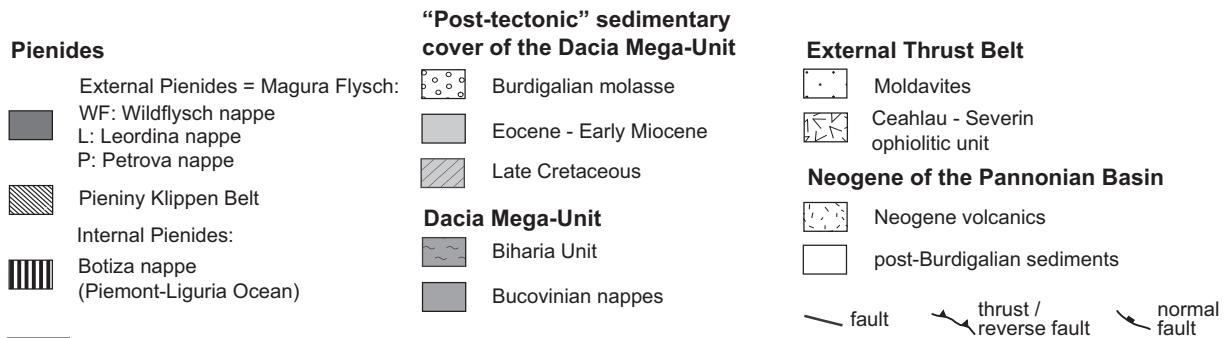 Pienides
External Pienides = Magura Flysch:
WF: Wildflysch nappe
L: Leordina nappe
P: Petrova nappe
Pieniny Klippen Belt
Internal Pienides:
Botiza nappe
(Piemont-Liguria Ocean)
“Post-tectonic” sedimentary
cover of the Dacia Mega-Unit
Burdigalian molasse
Eocene - Early Miocene
Late Cretaceous
Dacia Mega-Unit
Biharia Unit
Bucovinian nappes
External Thrust Belt
Moldavites
Ceahlau - Severin
ophiolitic unit
Neogene of the Pannonian Basin
Neogene volcanics
post-Burdigalian sediments
fault
thrust /
reverse fault
normal
fault